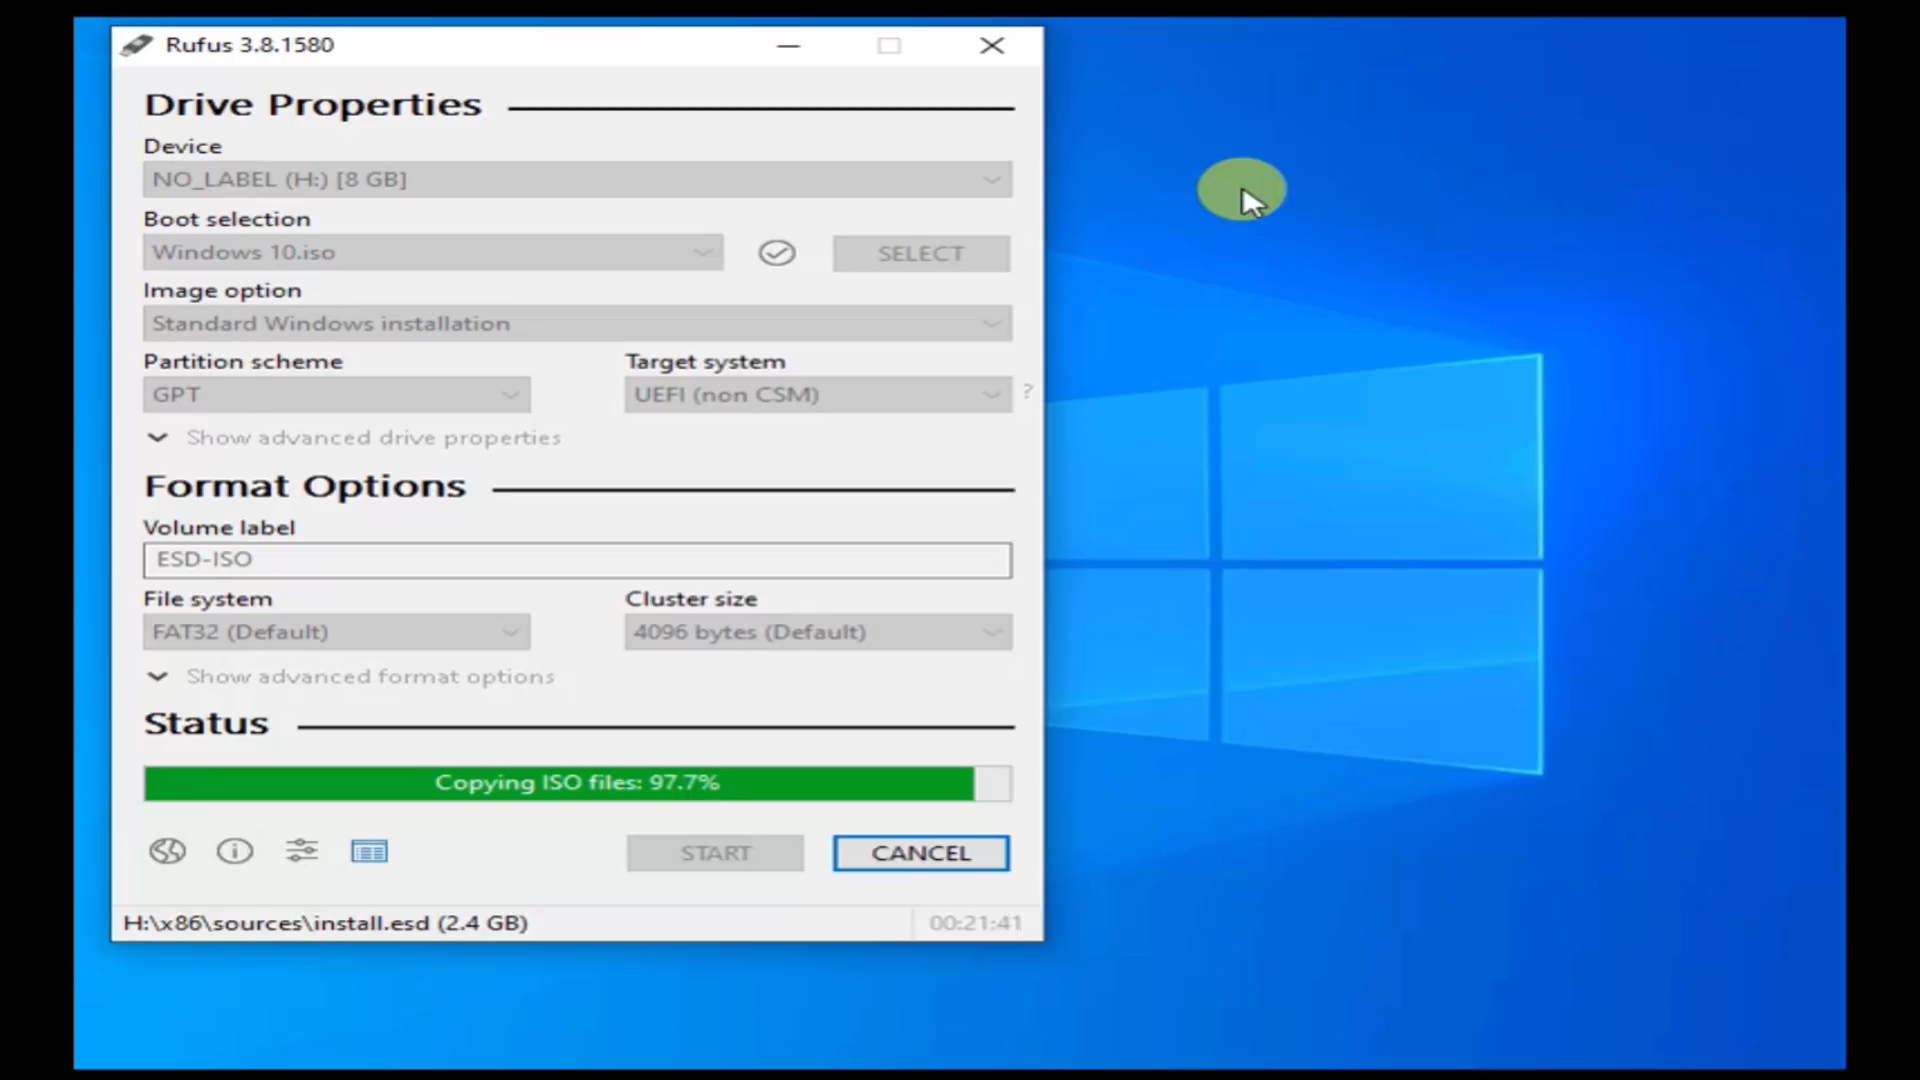 Rufus 3.8.1580
Drive Properties
Device
NO_LABEL (H:) [8 GB]
Boot selection
Windows 10.iso
SELECT
Image option
Standard Windows installation
Partition scheme
Target system
GPT
UEFI (non CSM)
?
Show advanced drive properties
Format Options
Volume label
ESD-ISO
File system
Cluster size
FAT32 (Default)
4096 bytes (Default)
Show advanced format options
Status
Copying ISO files: 97.7%
START
CANCEL
H:\x86\sources\install.esd (2.4 GB)
00:21:41